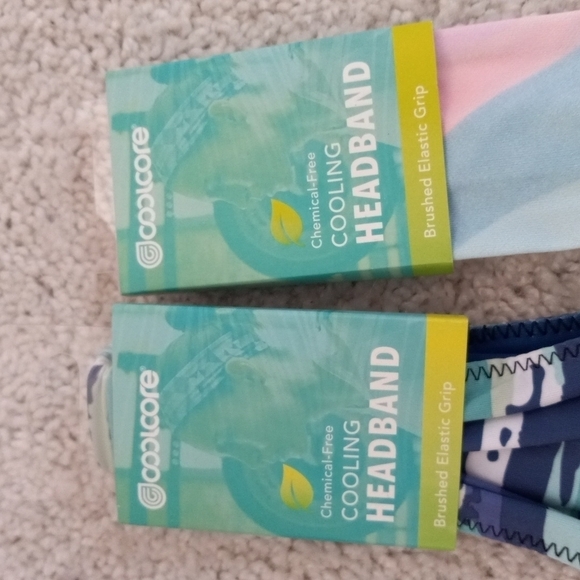 coolcore
Chemical-Free
COOLING
HEADBAND
Brushed Elastic Grip
coolcore
Chemical-Free
COOLING
HEADBAND
Brushed Elastic Grip